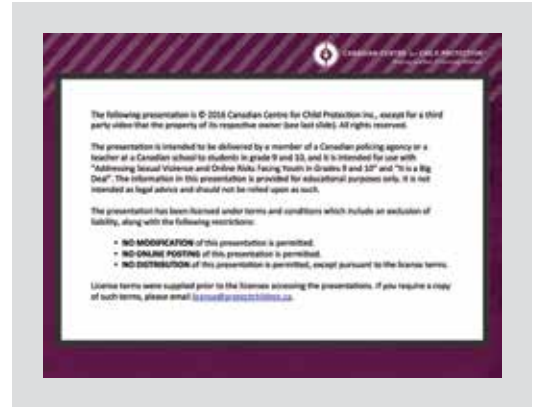 CANADIAN CENTRE for CHILD PROTECTION
The following presentation is © 2016 Canadian Centre for Child Protection Inc., except for a third
party video that the property of its respective owner (see last slide). All rights reserved.
The presentation is intended to be delivered by a member of a Canadian policing agency or a
teacher at a Canadian school to students in grade 9 and 10, and it is intended for use with
"Addressing Sexual Violence and Online Risks Facing Youth in Grades 9 and 10" and "It is a Big
Deal". The information in this presentation is provided for educational purposes only. It is not
intended as legal advice and should not be relied upon as such.
The presentation has been licensed under terms and conditions which include an exclusion of
liability, along with the following restrictions:
• NO MODIFICATION of this presentation is permitted.
• NO ONLINE POSTING of this presentation is permitted.
• NO DISTRIBUTION of this presentation is permitted, except pursuant to the license terms.
License terms were supplied prior to the licensee accessing the presentations. If you require a copy
of such terms, please email license@protectchildren.ca.